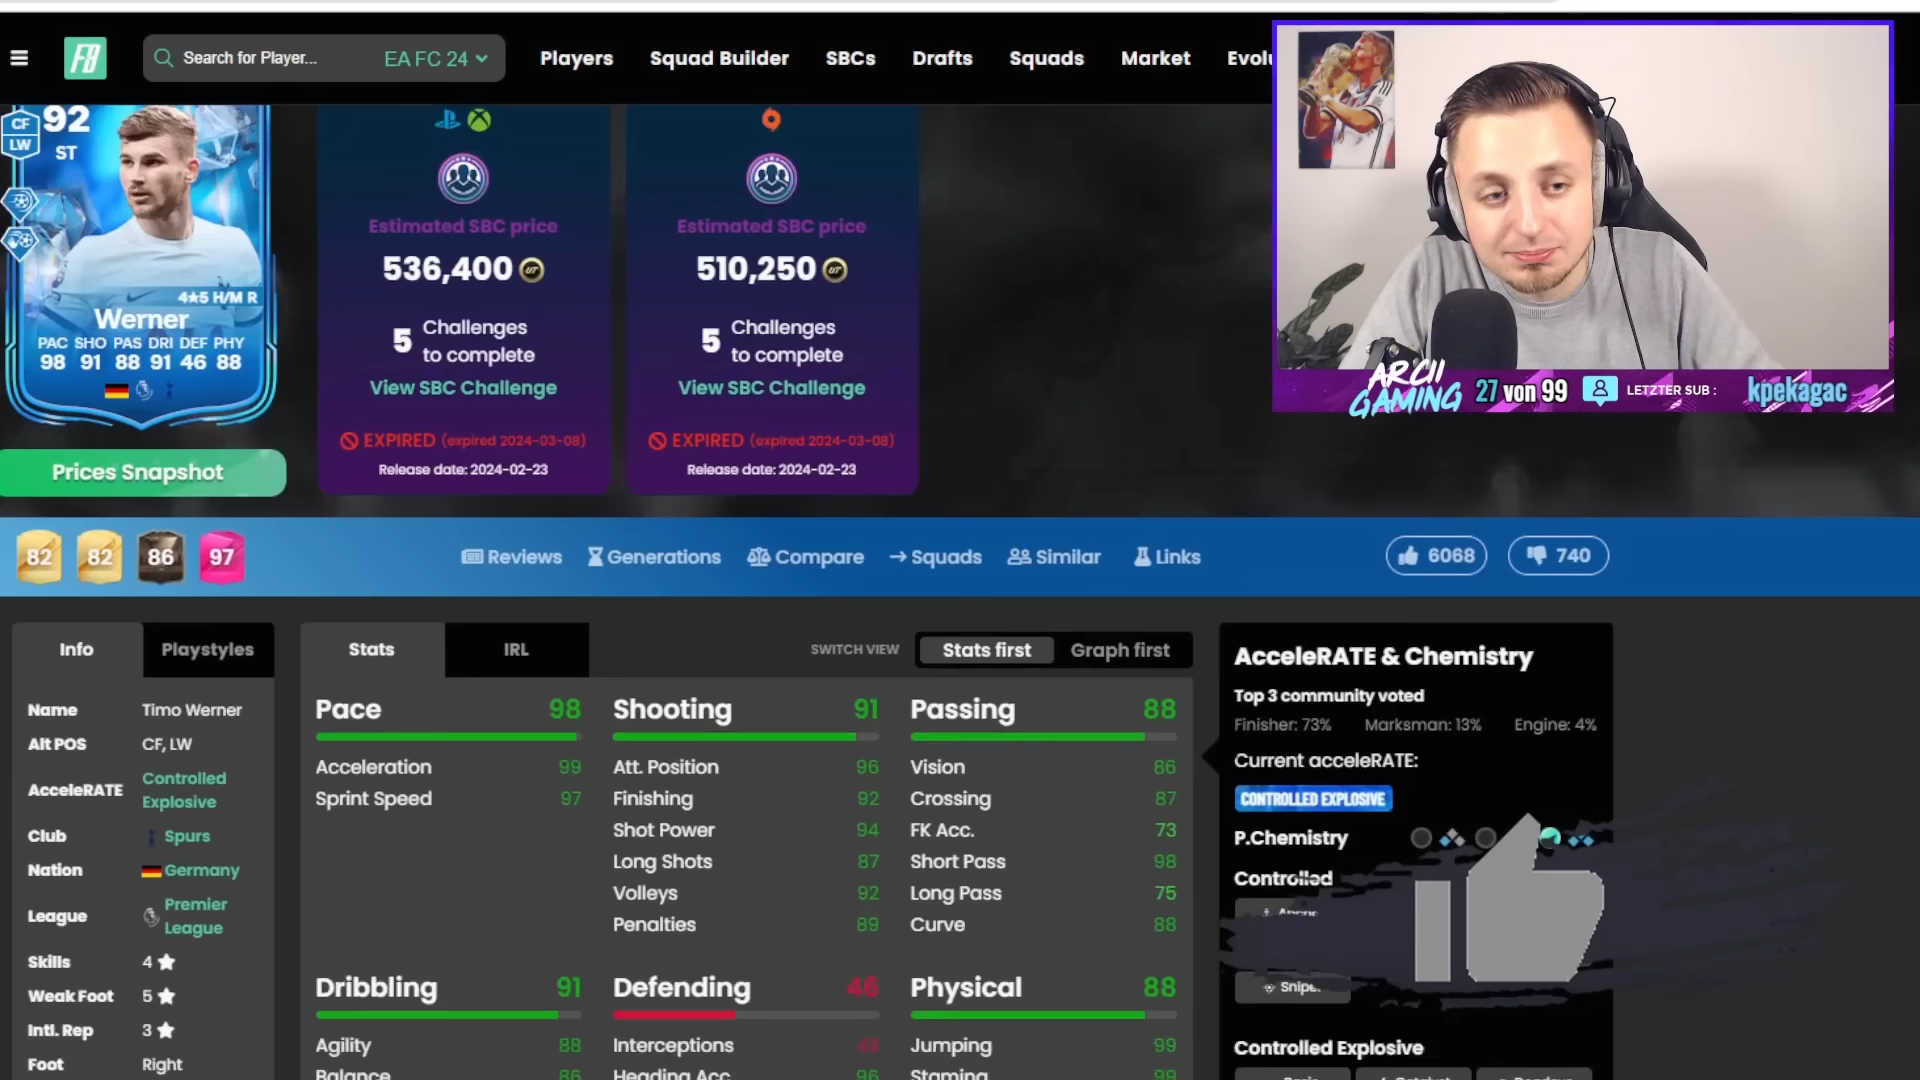 Search for Player...
EA FC 24
Players
Squad Builder
SBCs
Drafts
Squads
Market
CF
LW
92
ST
4★5 H/M R
Werner
PAC SHO PAS DRI DEF PHY
98 91 88 91 46 88
Prices Snapshot
Estimated SBC price
536,400
5 Challenges
to complete
View SBC Challenge
EXPIRED (expired 2024-03-08)
Release date: 2024-02-23
Estimated SBC price
510,250
5 Challenges
to complete
View SBC Challenge
EXPIRED (expired 2024-03-08)
Release date: 2024-02-23
ARCII
GAMING
27 von 99
LETZTER SUB :
kpekagac
82
82
86
97
Reviews
Generations
Compare
Squads
Similar
Links
6068
740
Info
Playstyles
Name Timo Werner
Alt POS CF, LW
AcceleRATE Controlled
Explosive
Club Spurs
Nation Germany
League Premier
League
Skills 4
Weak Foot 5
Intl. Rep 3
Foot Right
Stats
IRL
SWITCH VIEW
Stats first
Graph first
Pace 98
Acceleration 99
Sprint Speed 97
Shooting 91
Att. Position 96
Finishing 92
Shot Power 94
Long Shots 87
Volleys 92
Penalties 89
Passing 88
Vision 86
Crossing 87
FK Acc. 73
Short Pass 98
Long Pass 75
Curve 88
Dribbling 91
Agility 88
Balance 86
Defending 46
Interceptions
Heading Acc. 96
Physical 88
Jumping 99
Stamina 99
AcceleRATE & Chemistry
Top 3 community voted
Finisher: 73%
Marksman: 13%
Engine: 4%
Current acceleRATE:
CONTROLLED EXPLOSIVE
P.Chemistry
Controlled
Controlled Explosive